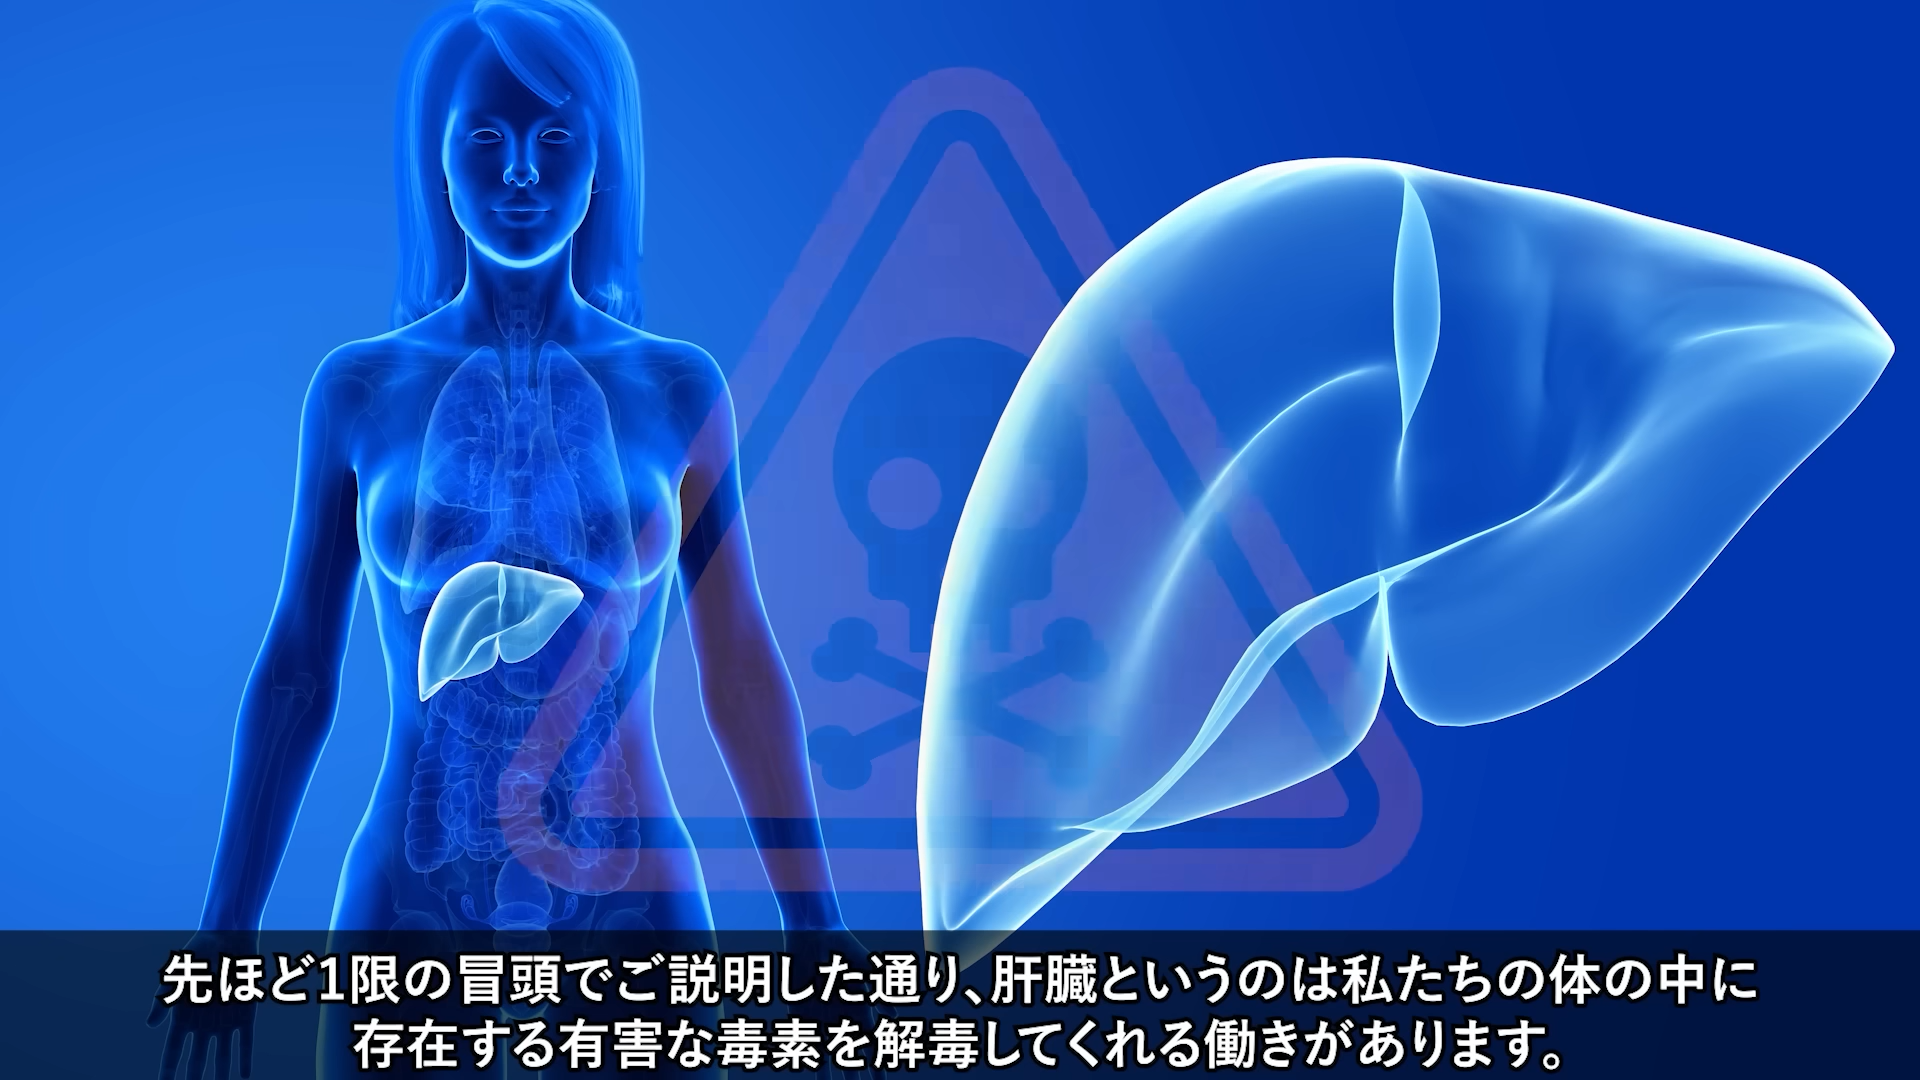 先ほど1限の冒頭でご説明した通り、肝臓というのは私たちの体の中に
存在する有害な毒素を解毒してくれる働きがあります。